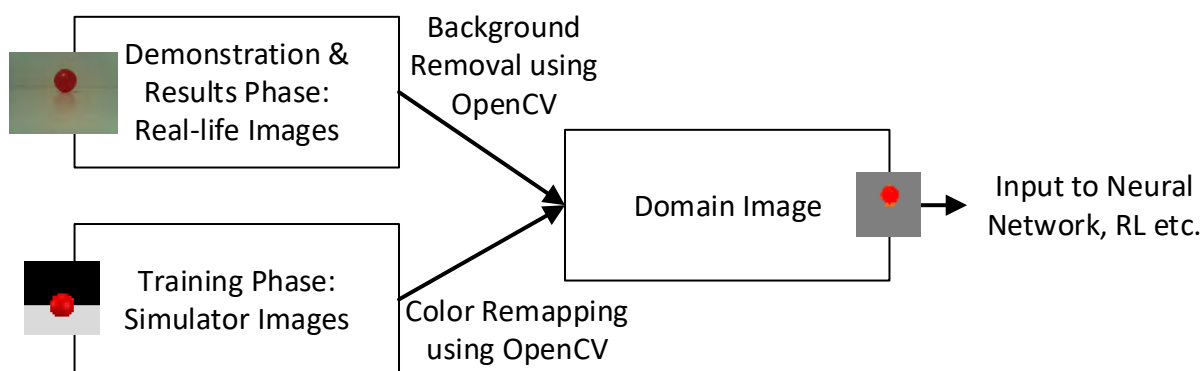 Demonstration &
Results Phase:
Real-life Images
Background
Removal using
OpenCV
Domain Image
Input to Neural
Network, RL etc.
Training Phase:
Simulator Images
Color Remapping
using OpenCV